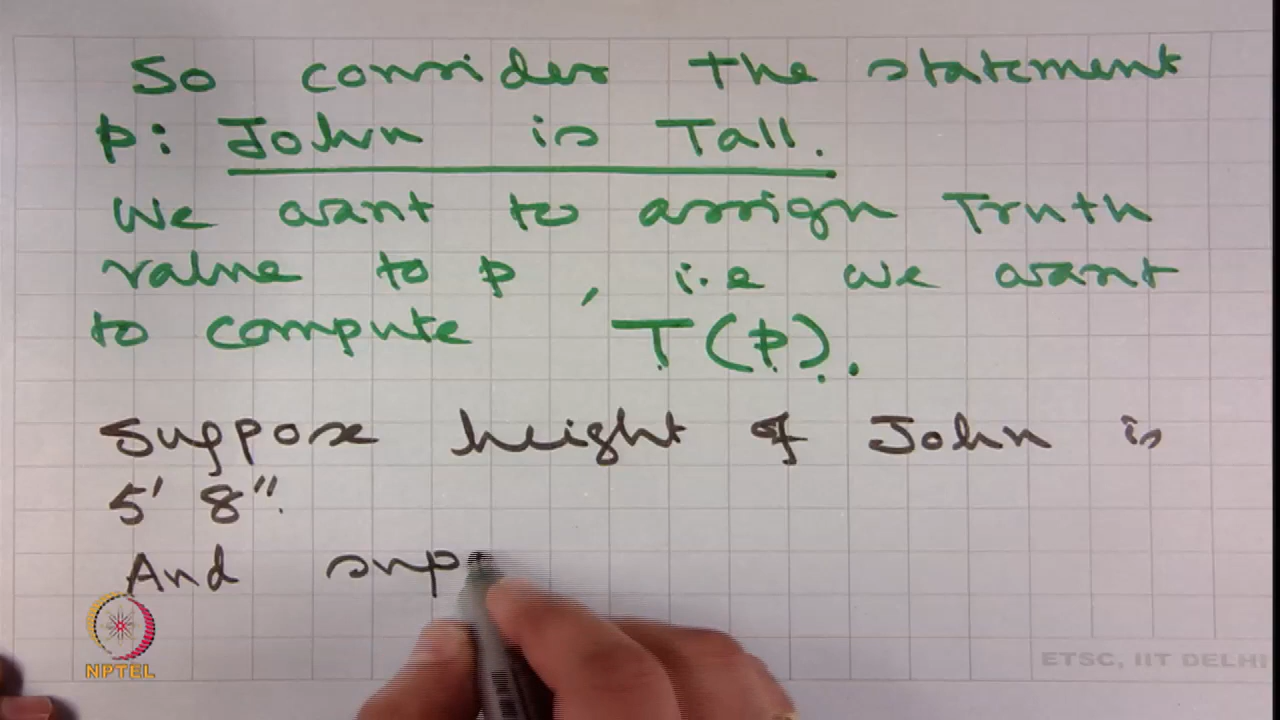 So consider the statement
p: John is Tall.
We want to assign Truth
value to p, i.e we want
to compute T(p).
Suppose height of John is
5' 8".
And sup
NPTEL
ETSC, IIT DELHI